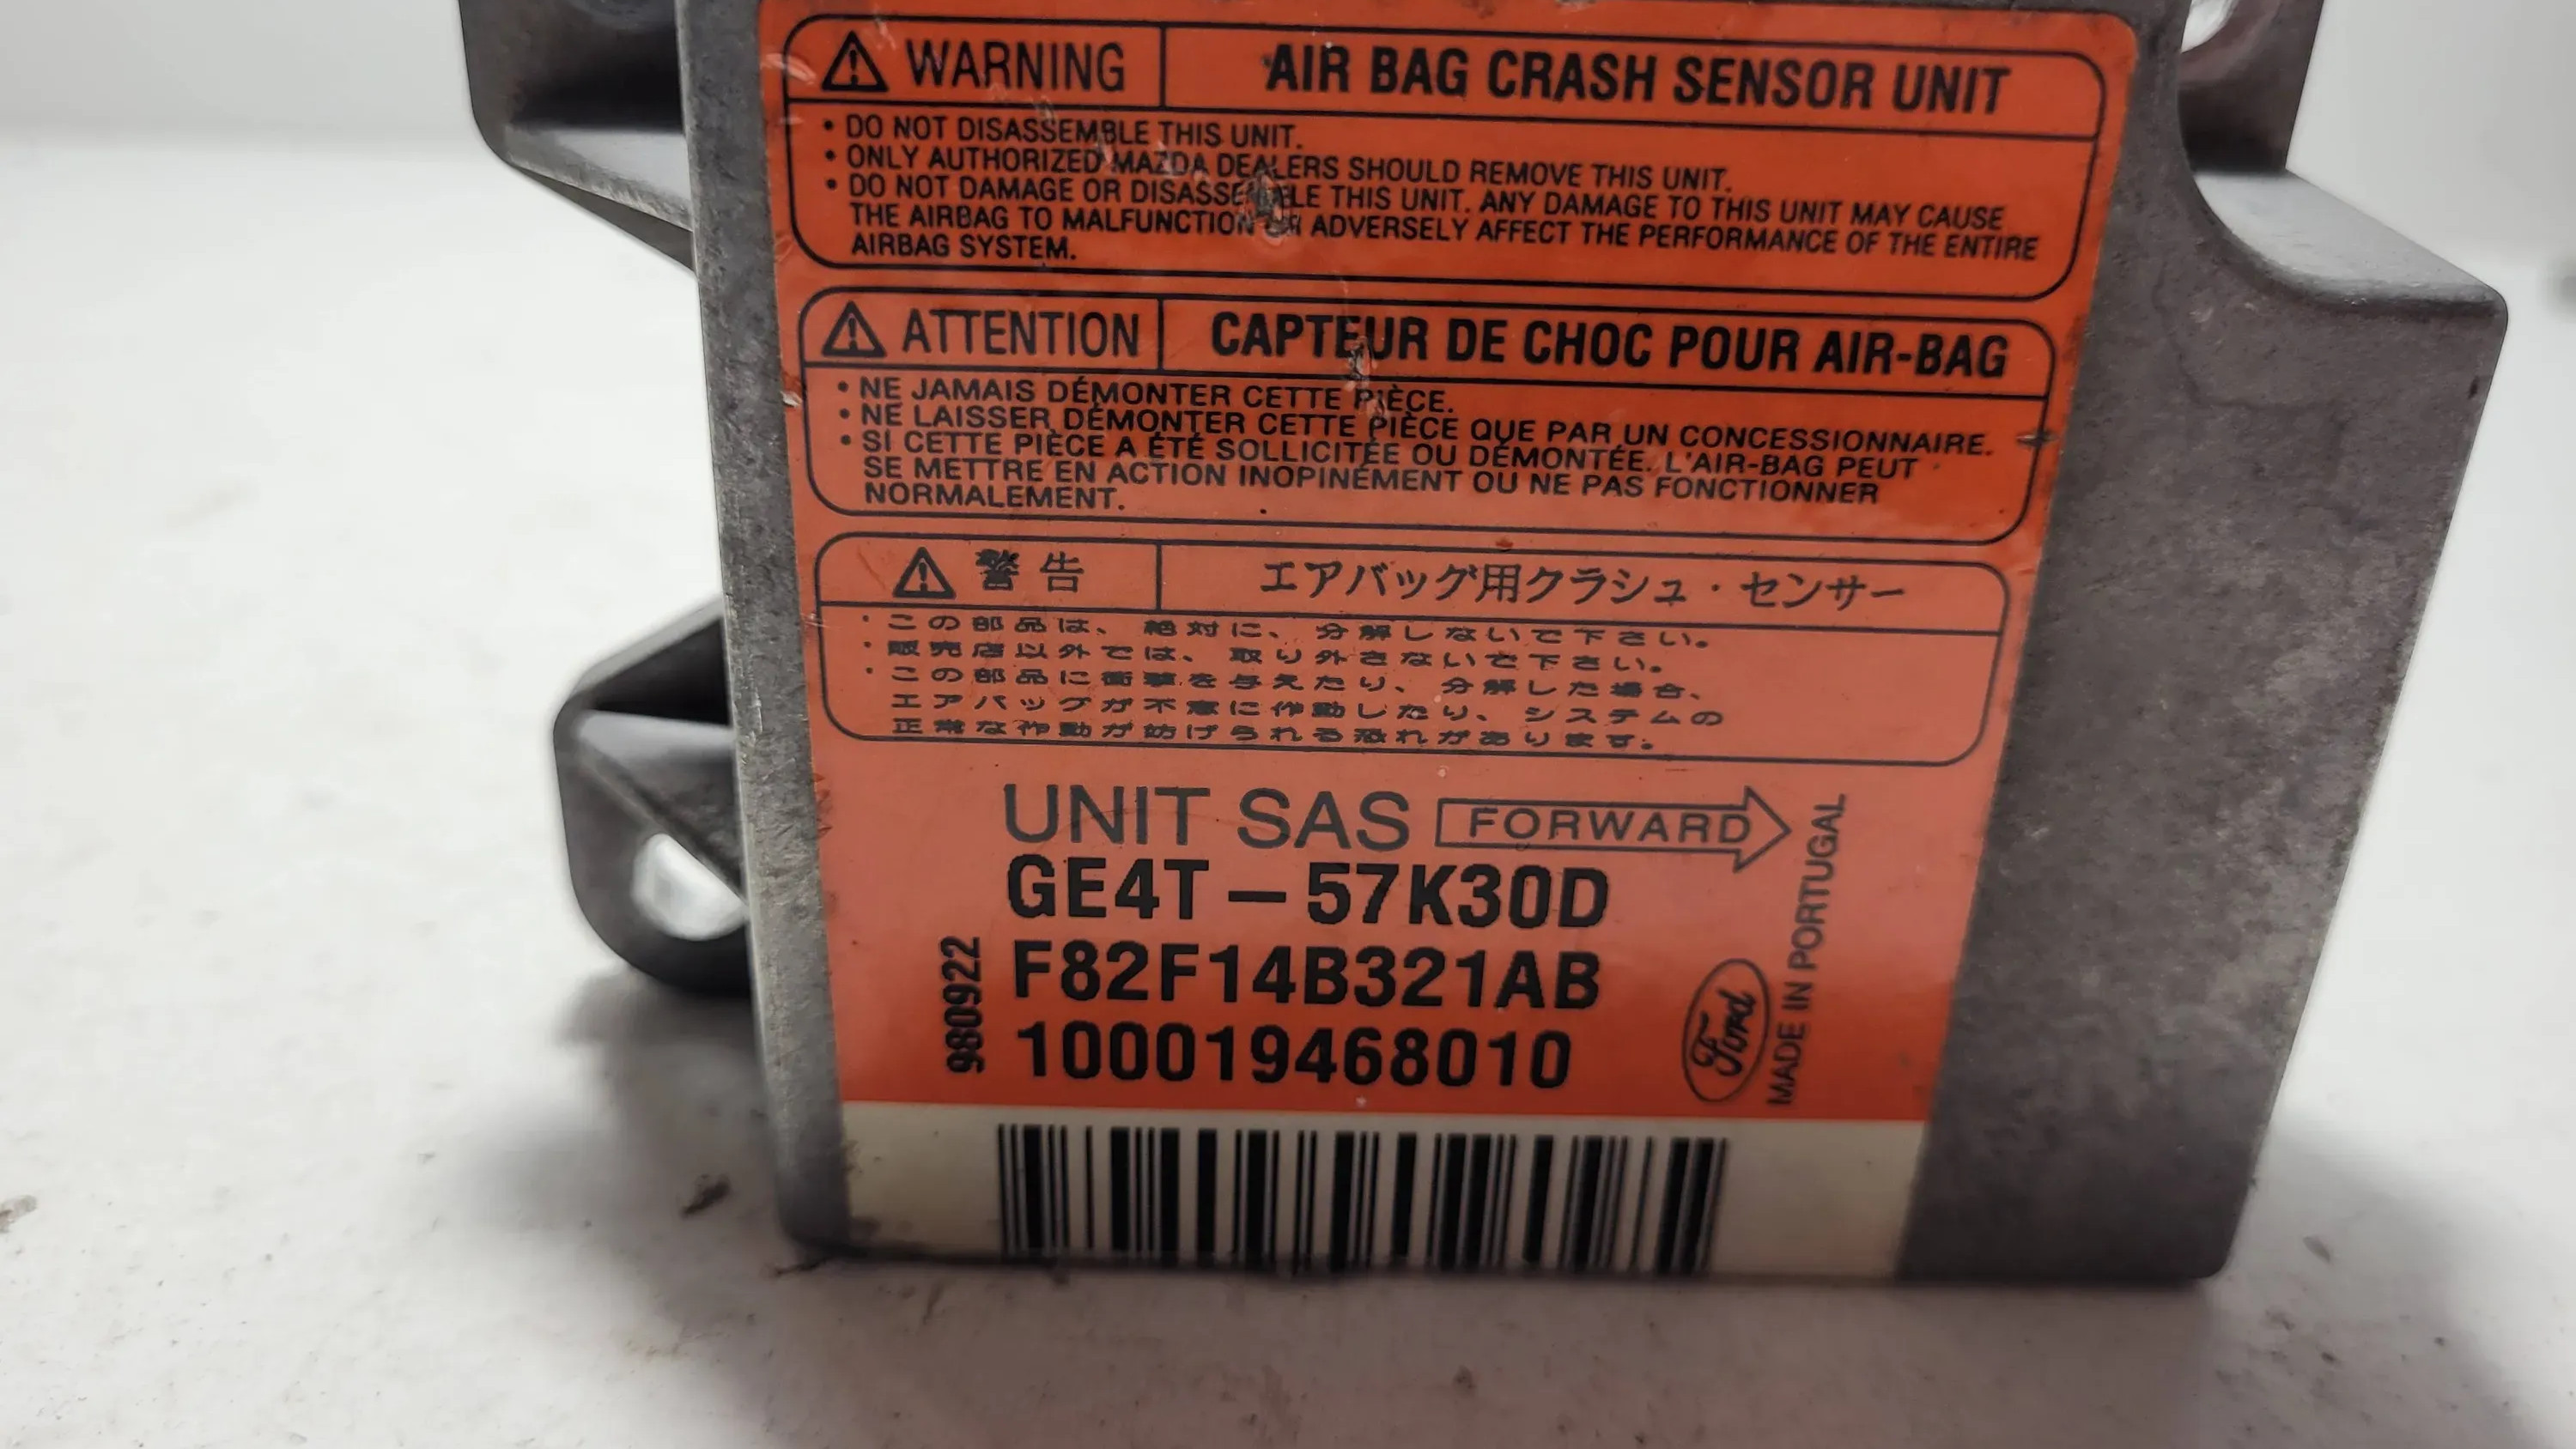 WARNING
AIR BAG CRASH SENSOR UNIT
• DO NOT DISASSEMBLE THIS UNIT.
• ONLY AUTHORIZED MAZDA DEALERS SHOULD REMOVE THIS UNIT.
• DO NOT DAMAGE OR DISASSEMBLE THIS UNIT. ANY DAMAGE TO THIS UNIT MAY CAUSE
THE AIRBAG TO MALFUNCTION OR ADVERSELY AFFECT THE PERFORMANCE OF THE ENTIRE
AIRBAG SYSTEM.
ATTENTION
CAPTEUR DE CHOC POUR AIR-BAG
• NE JAMAIS DÉMONTER CETTE PIÈCE.
• NE LAISSER DÉMONTER CETTE PIÈCE QUE PAR UN CONCESSIONNAIRE.
• SI CETTE PIÈCE A ÉTÉ SOLLICITÉE OU DÉMONTÉE. L'AIR-BAG PEUT
SE METTRE EN ACTION INOPINÉMENT OU NE PAS FONCTIONNER
NORMALEMENT.
警告
エアバッグ用クラシュ・センサー
・この部品は、絶対に、分解しないで下さい。
・販売店以外では、取り外さないで下さい。
・この部品に衝撃を与えたり、分解した場合、
エアバッグが不意に作動したり、システムの
正常な作動が妨げられる恐れがあります。
UNIT SAS FORWARD
GE4T-57K30D
F82F14B321AB
100019468010
980922
Ford
MADE IN PORTUGAL